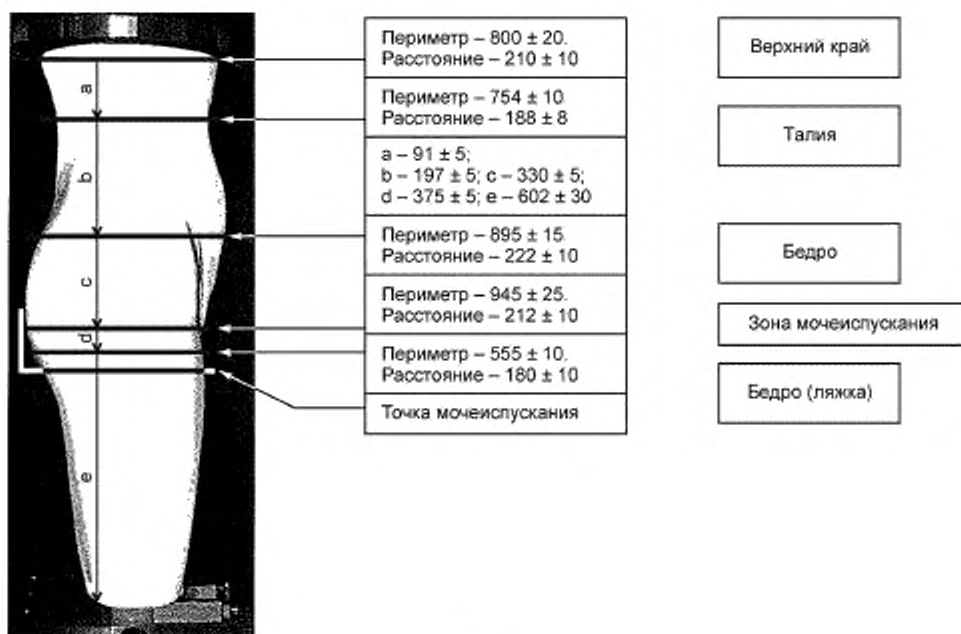 Периметр – 800 ± 20.
Расстояние – 210 ± 10
Верхний край
a
Периметр – 754 ± 10
Расстояние – 188 ± 8
Талия
a – 91 ± 5;
b – 197 ± 5; c – 330 ± 5;
d – 375 ± 5; e – 602 ± 30
b
Периметр – 895 ± 15.
Расстояние – 222 ± 10
Бедро
c
Периметр – 945 ± 25.
Расстояние – 212 ± 10
Зона мочеиспускания
d
Периметр – 555 ± 10.
Расстояние – 180 ± 10
Бедро (ляжка)
Точка мочеиспускания
e